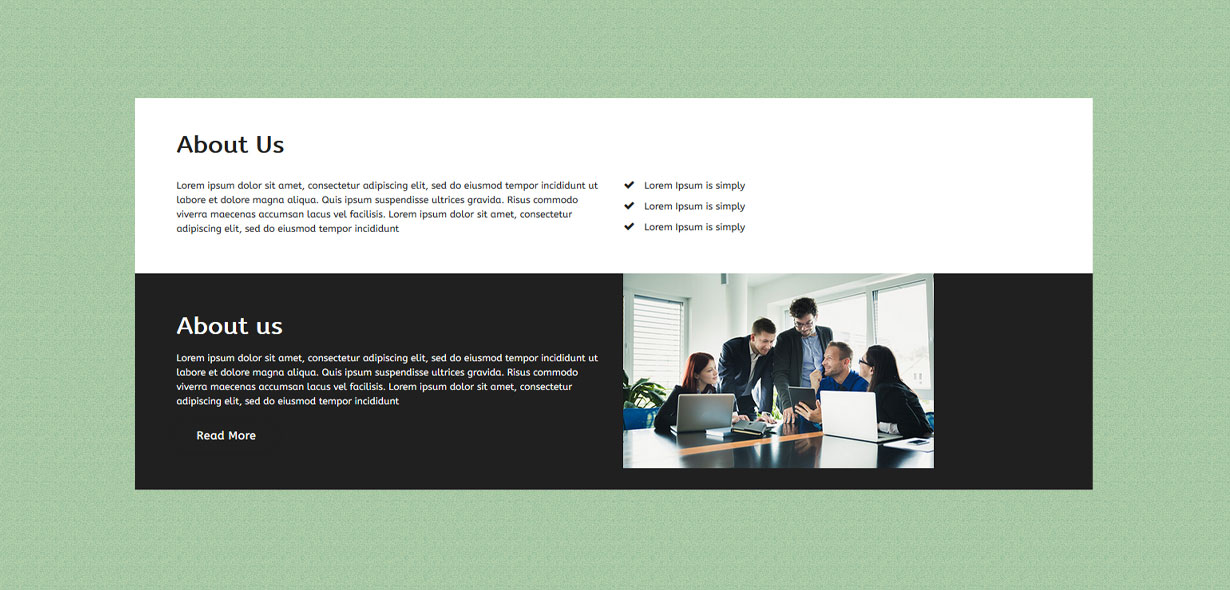 About Us
Lorem ipsum dolor sit amet, consectetur adipiscing elit, sed do eiusmod tempor incididunt ut
labore et dolore magna aliqua. Quis ipsum suspendisse ultrices gravida. Risus commodo
viverra maecenas accumsan lacus vel facilisis. Lorem ipsum dolor sit amet, consectetur
adipiscing elit, sed do eiusmod tempor incididunt
Lorem Ipsum is simply
Lorem Ipsum is simply
Lorem Ipsum is simply
About us
Lorem ipsum dolor sit amet, consectetur adipiscing elit, sed do eiusmod tempor incididunt ut
labore et dolore magna aliqua. Quis ipsum suspendisse ultrices gravida. Risus commodo
viverra maecenas accumsan lacus vel facilisis. Lorem ipsum dolor sit amet, consectetur
adipiscing elit, sed do eiusmod tempor incididunt
Read More